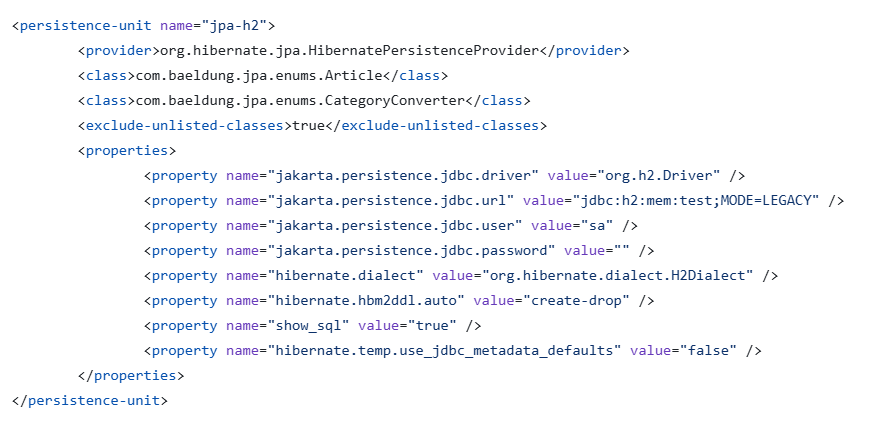 <persistence-unit name="jpa-h2">
        <provider>org.hibernate.jpa.HibernatePersistenceProvider</provider>
        <class>com.baeldung.jpa.enums.Article</class>
        <class>com.baeldung.jpa.enums.CategoryConverter</class>
        <exclude-unlisted-classes>true</exclude-unlisted-classes>
        <properties>
                <property name="jakarta.persistence.jdbc.driver" value="org.h2.Driver" />
                <property name="jakarta.persistence.jdbc.url" value="jdbc:h2:mem:test;MODE=LEGACY" />
                <property name="jakarta.persistence.jdbc.user" value="sa" />
                <property name="jakarta.persistence.jdbc.password" value="" />
                <property name="hibernate.dialect" value="org.hibernate.dialect.H2Dialect" />
                <property name="hibernate.hbm2ddl.auto" value="create-drop" />
                <property name="show_sql" value="true" />
                <property name="hibernate.temp.use_jdbc_metadata_defaults" value="false" />
        </properties>
</persistence-unit>